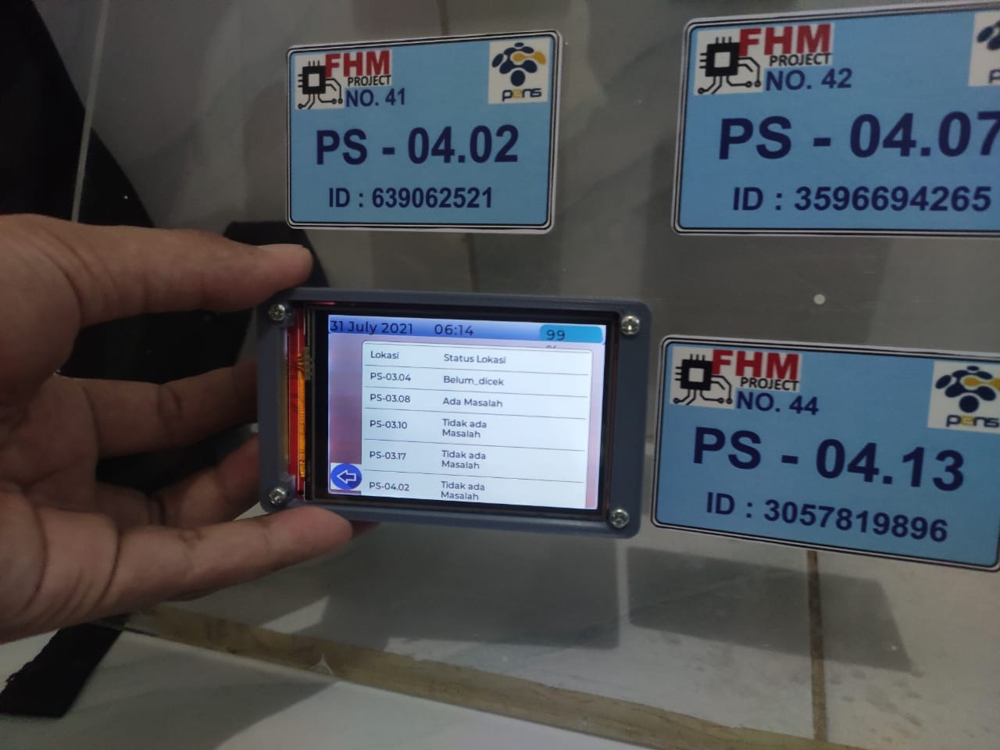 FHM
PROJECT
NO. 41
pens
PS - 04.02
ID : 639062521
FHM
PROJECT
NO. 42
PS - 04.07
ID : 3596694265
31 July 2021 06:14 99
%
Lokasi Status Lokasi
PS-03.04 Belum_dicek
PS-03.08 Ada Masalah
PS-03.10 Tidak ada
Masalah
PS-03.17 Tidak ada
Masalah
PS-04.02 Tidak ada
Masalah
FHM
PROJECT
NO. 44
pens
PS - 04.13
ID : 3057819896